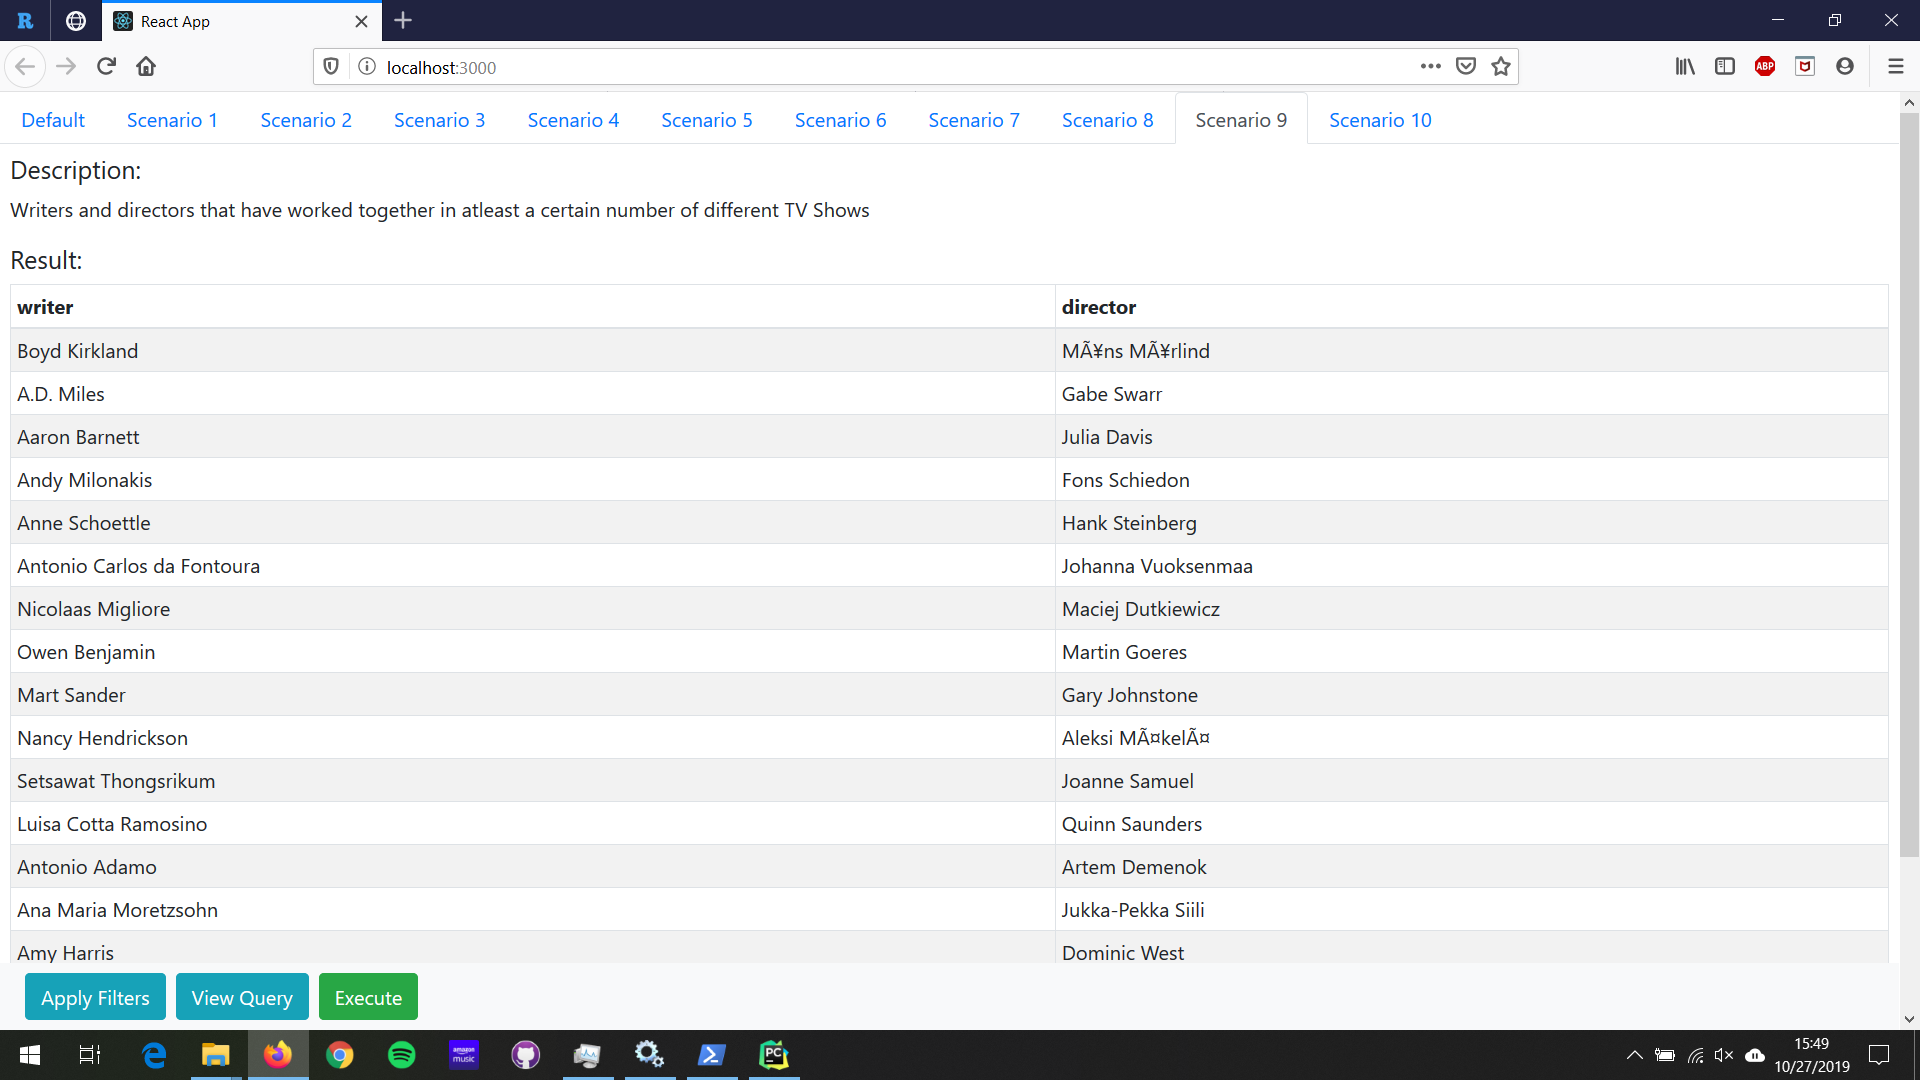 R
React App
localhost:3000
ABP
Default Scenario 1 Scenario 2 Scenario 3 Scenario 4 Scenario 5 Scenario 6 Scenario 7 Scenario 8 Scenario 9 Scenario 10
Description:
Writers and directors that have worked together in atleast a certain number of different TV Shows
Result:
writer director
Boyd Kirkland MÃ¥ns MÃ¥rlind
A.D. Miles Gabe Swarr
Aaron Barnett Julia Davis
Andy Milonakis Fons Schiedon
Anne Schoettle Hank Steinberg
Antonio Carlos da Fontoura Johanna Vuoksenmaa
Nicolaas Migliore Maciej Dutkiewicz
Owen Benjamin Martin Goeres
Mart Sander Gary Johnstone
Nancy Hendrickson Aleksi MÃ¤kelÃ¤
Setsawat Thongsrikum Joanne Samuel
Luisa Cotta Ramosino Quinn Saunders
Antonio Adamo Artem Demenok
Ana Maria Moretzsohn Jukka-Pekka Siili
Amy Harris Dominic West
Apply Filters View Query Execute
amazon music
PC
15:49
10/27/2019